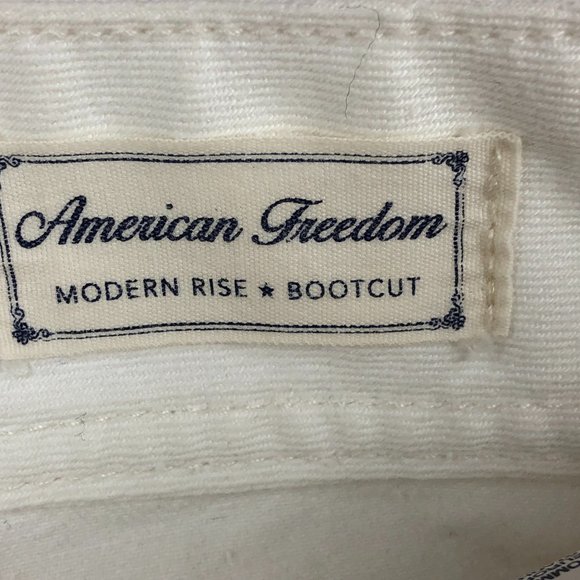 American Freedom
MODERN RISE ★ BOOTCUT